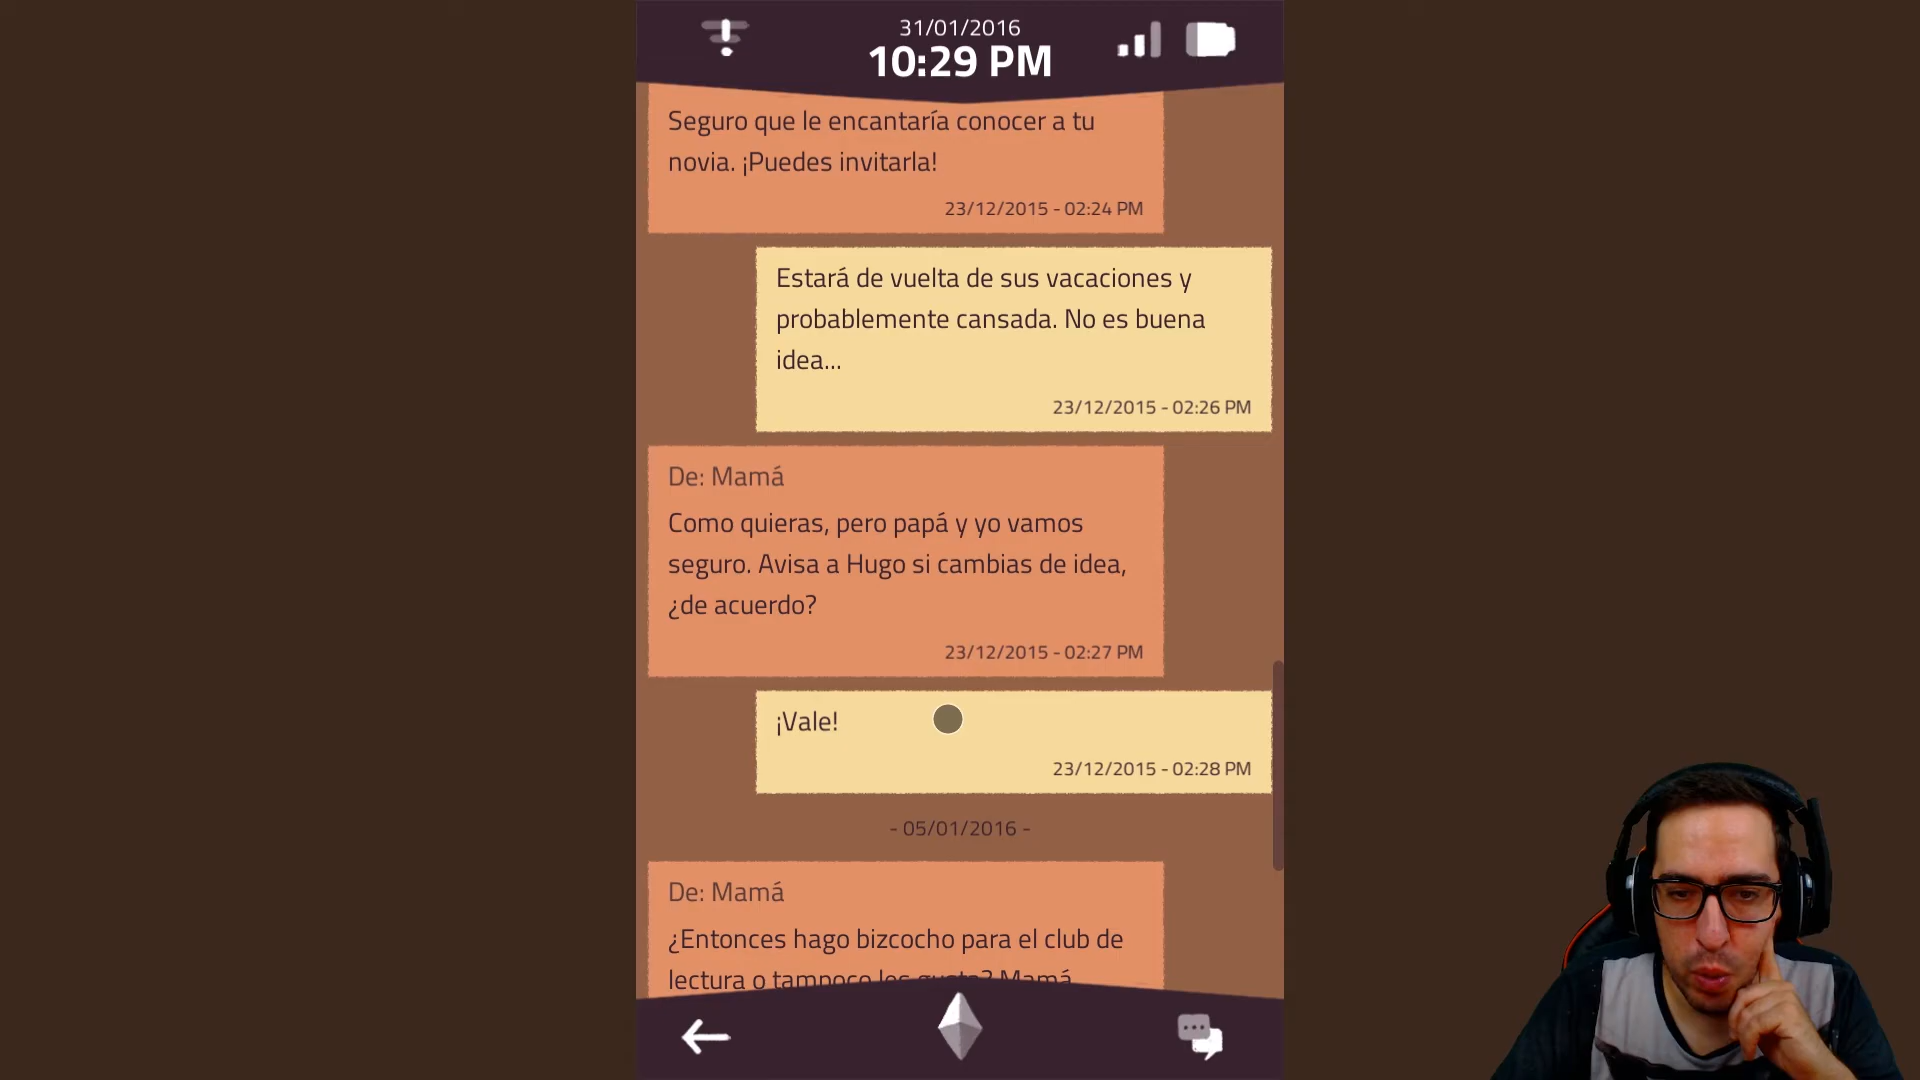 31/01/2016
10:29 PM
Seguro que le encantaría conocer a tu
novia. ¡Puedes invitarla!
23/12/2015 - 02:24 PM
Estará de vuelta de sus vacaciones y
probablemente cansada. No es buena
idea...
23/12/2015 - 02:26 PM
De: Mamá
Como quieras, pero papá y yo vamos
seguro. Avisa a Hugo si cambias de idea,
¿de acuerdo?
23/12/2015 - 02:27 PM
¡Vale!
23/12/2015 - 02:28 PM
- 05/01/2016 -
De: Mamá
¿Entonces hago bizcocho para el club de
lectura o tampoco les gusta? Mamá